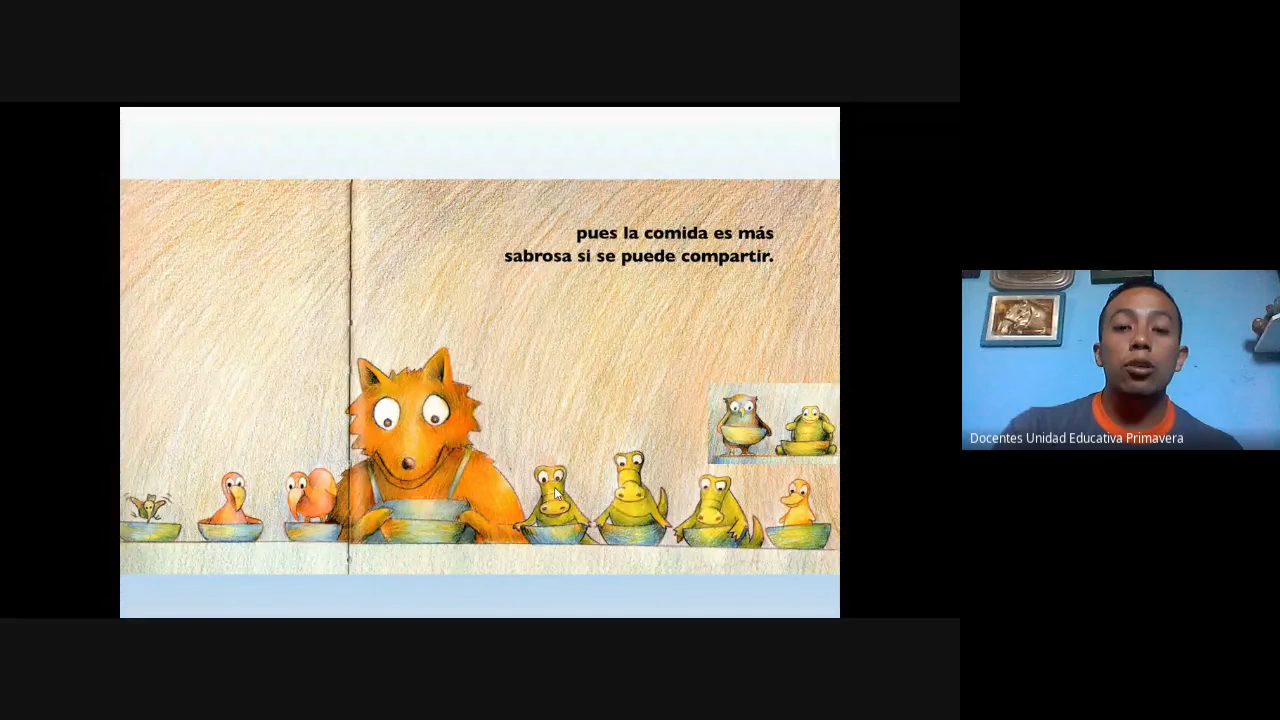 pues la comida es más
sabrosa si se puede compartir.
Docentes Unidad Educativa Primavera